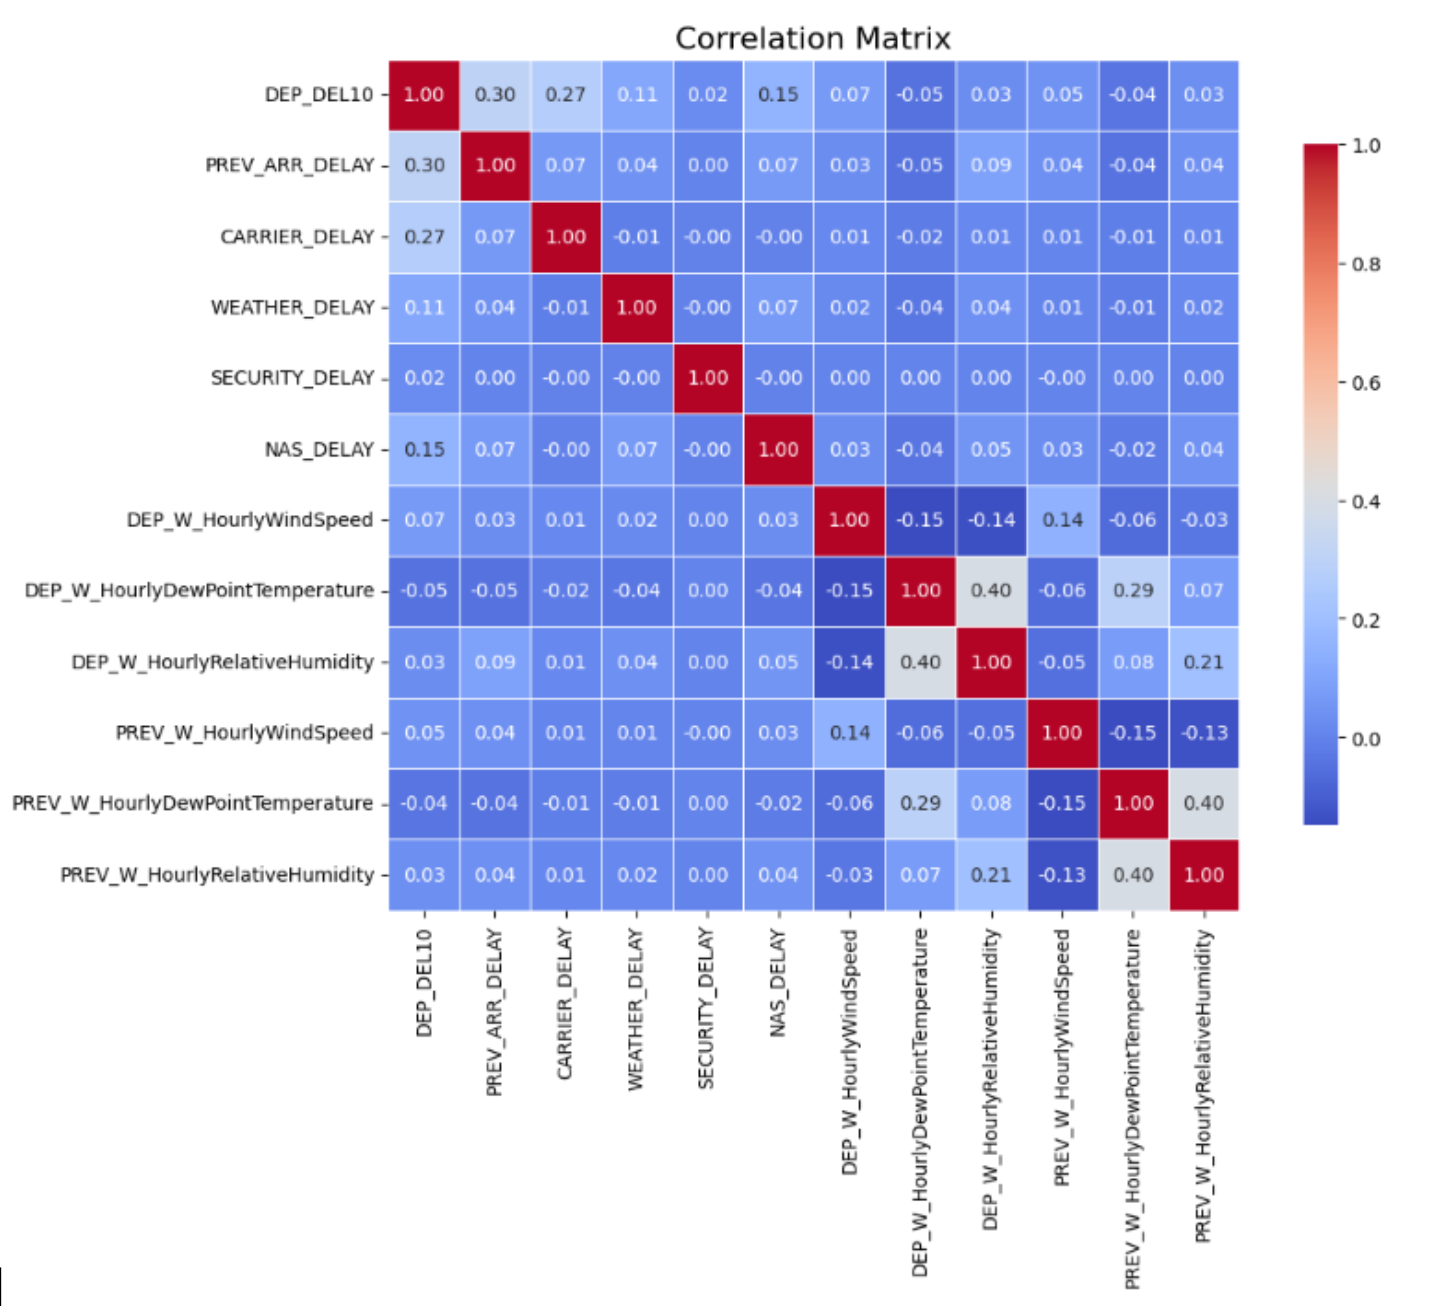 Correlation Matrix
DEP_DEL10 1.00 0.30 0.27 0.11 0.02 0.15 0.07 -0.05 0.03 0.05 -0.04 0.03
PREV_ARR_DELAY 0.30 1.00 0.07 0.04 0.00 0.07 0.03 -0.05 0.09 0.04 -0.04 0.04
CARRIER_DELAY 0.27 0.07 1.00 -0.01 -0.00 -0.00 0.01 -0.02 0.01 0.01 -0.01 0.01
WEATHER_DELAY 0.11 0.04 -0.01 1.00 -0.00 0.07 0.02 -0.04 0.04 0.01 -0.01 0.02
SECURITY_DELAY 0.02 0.00 -0.00 -0.00 1.00 -0.00 0.00 0.00 0.00 -0.00 0.00 0.00
NAS_DELAY 0.15 0.07 -0.00 0.07 -0.00 1.00 0.03 -0.04 0.05 0.03 -0.02 0.04
DEP_W_HourlyWindSpeed 0.07 0.03 0.01 0.02 0.00 0.03 1.00 -0.15 -0.14 0.14 -0.06 -0.03
DEP_W_HourlyDewPointTemperature -0.05 -0.05 -0.02 -0.04 0.00 -0.04 -0.15 1.00 0.40 -0.06 0.29 0.07
DEP_W_HourlyRelativeHumidity 0.03 0.09 0.01 0.04 0.00 0.05 -0.14 0.40 1.00 -0.05 0.08 0.21
PREV_W_HourlyWindSpeed 0.05 0.04 0.01 0.01 -0.00 0.03 0.14 -0.06 -0.05 1.00 -0.15 -0.13
PREV_W_HourlyDewPointTemperature -0.04 -0.04 -0.01 -0.01 0.00 -0.02 -0.06 0.29 0.08 -0.15 1.00 0.40
PREV_W_HourlyRelativeHumidity 0.03 0.04 0.01 0.02 0.00 0.04 -0.03 0.07 0.21 -0.13 0.40 1.00
DEP_DEL10
PREV_ARR_DELAY
CARRIER_DELAY
WEATHER_DELAY
SECURITY_DELAY
NAS_DELAY
DEP_W_HourlyWindSpeed
DEP_W_HourlyDewPointTemperature
DEP_W_HourlyRelativeHumidity
PREV_W_HourlyWindSpeed
PREV_W_HourlyDewPointTemperature
PREV_W_HourlyRelativeHumidity
1.0
0.8
0.6
0.4
0.2
0.0